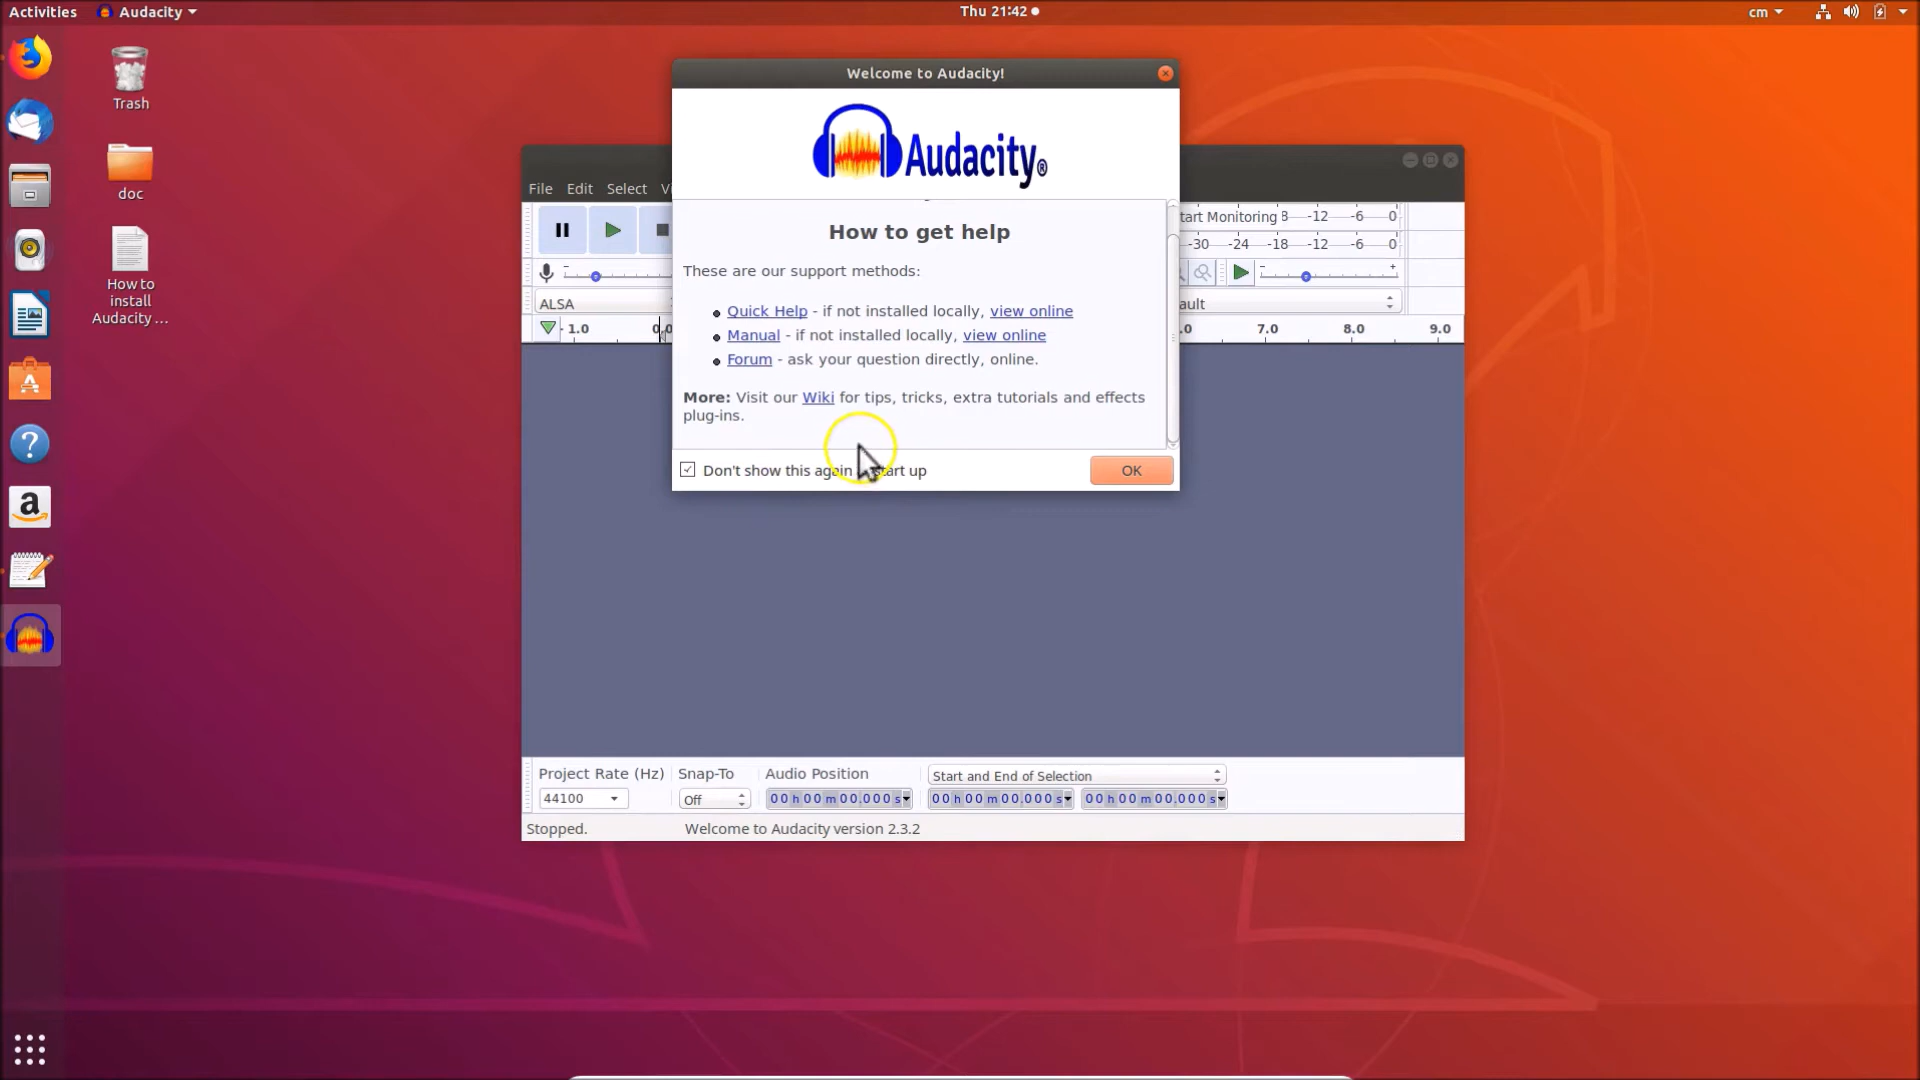 Activities Audacity Thu 21:42 cm
Trash
doc
How to
install
Audacity ...
Welcome to Audacity!
Audacity®
File Edit Select
How to get help
These are our support methods:
Quick Help - if not installed locally, view online
Manual - if not installed locally, view online
Forum - ask your question directly, online.
More: Visit our Wiki for tips, tricks, extra tutorials and effects
plug-ins.
Don't show this again start up
OK
tart Monitoring 8 -12 -6 0
-30 -24 -18 -12 -6 0
ALSA ault
- 1.0 0.0 7.0 8.0 9.0
Project Rate (Hz) Snap-To Audio Position Start and End of Selection
44100 Off 00 h 00 m 00.000 s 00 h 00 m 00.000 s 00 h 00 m 00.000 s
Stopped. Welcome to Audacity version 2.3.2